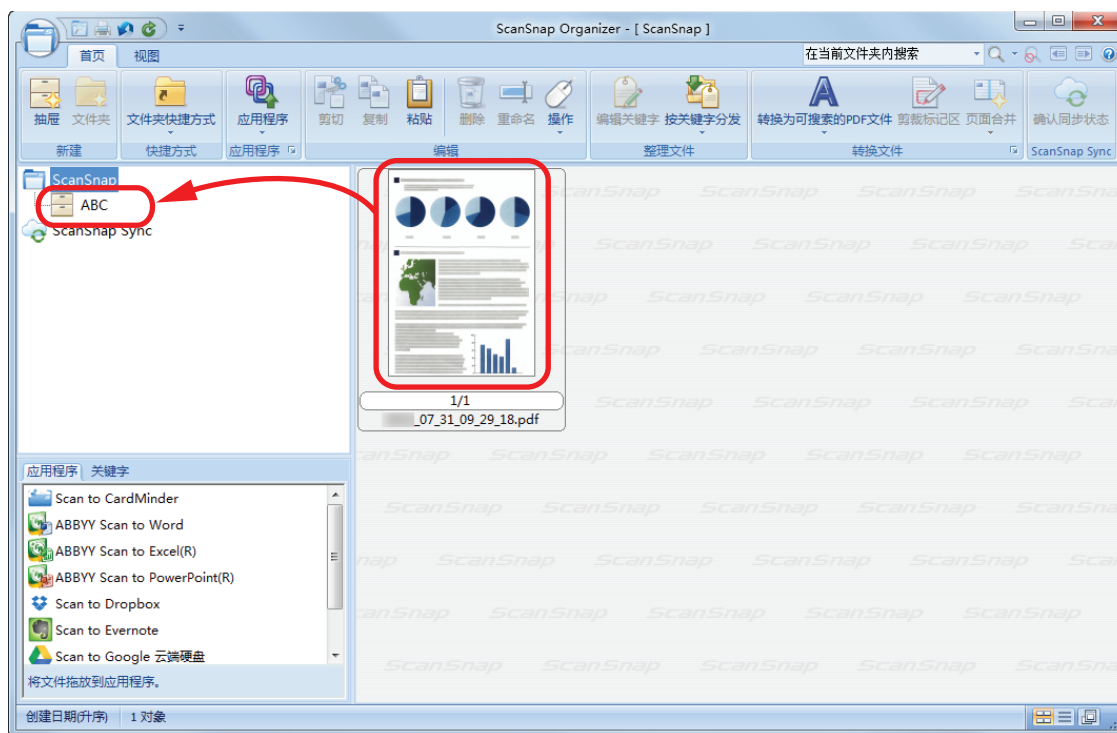 ScanSnap Organizer - [ ScanSnap ]
首页 视图 在当前文件夹内搜索
抽屉 文件夹 文件夹快捷方式 应用程序 剪切 复制 粘贴 删除 重命名 操作 编辑关键字 按关键字分发 转换为可搜索的PDF文件 剪裁标记区 页面合并 确认同步状态
新建 快捷方式 应用程序 编辑 整理文件 转换文件 ScanSnap Sync
ScanSnap
ABC
ScanSnap Sync
1/1
_07_31_09_29_18.pdf
应用程序 关键字
Scan to CardMinder
ABBYY Scan to Word
ABBYY Scan to Excel(R)
ABBYY Scan to PowerPoint(R)
Scan to Dropbox
Scan to Evernote
Scan to Google 云端硬盘
将文件拖放到应用程序。
创建日期(升序) 1 对象